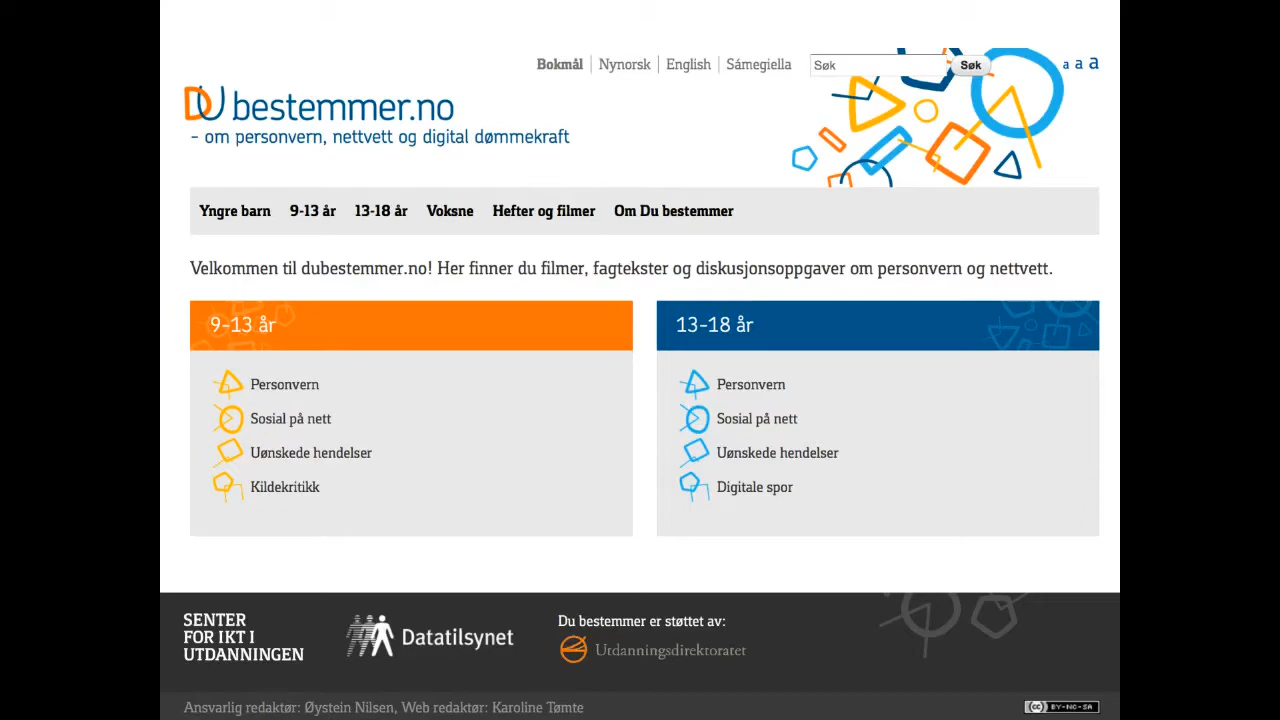 Bokmål Nynorsk English Sámegiella Søk Søk a a a
DU bestemmer.no
- om personvern, nettvett og digital dømmekraft
Yngre barn 9-13 år 13-18 år Voksne Hefter og filmer Om Du bestemmer
Velkommen til dubestemmer.no! Her finner du filmer, fagtekster og diskusjonsoppgaver om personvern og nettvett.
9-13 år
Personvern
Sosial på nett
Uønskede hendelser
Kildekritikk
13-18 år
Personvern
Sosial på nett
Uønskede hendelser
Digitale spor
SENTER
FOR IKT I
UTDANNINGEN
Datatilsynet
Du bestemmer er støttet av:
Utdanningsdirektoratet
Ansvarlig redaktør: Øystein Nilsen, Web redaktør: Karoline Tømte
cc BY-NC-SA